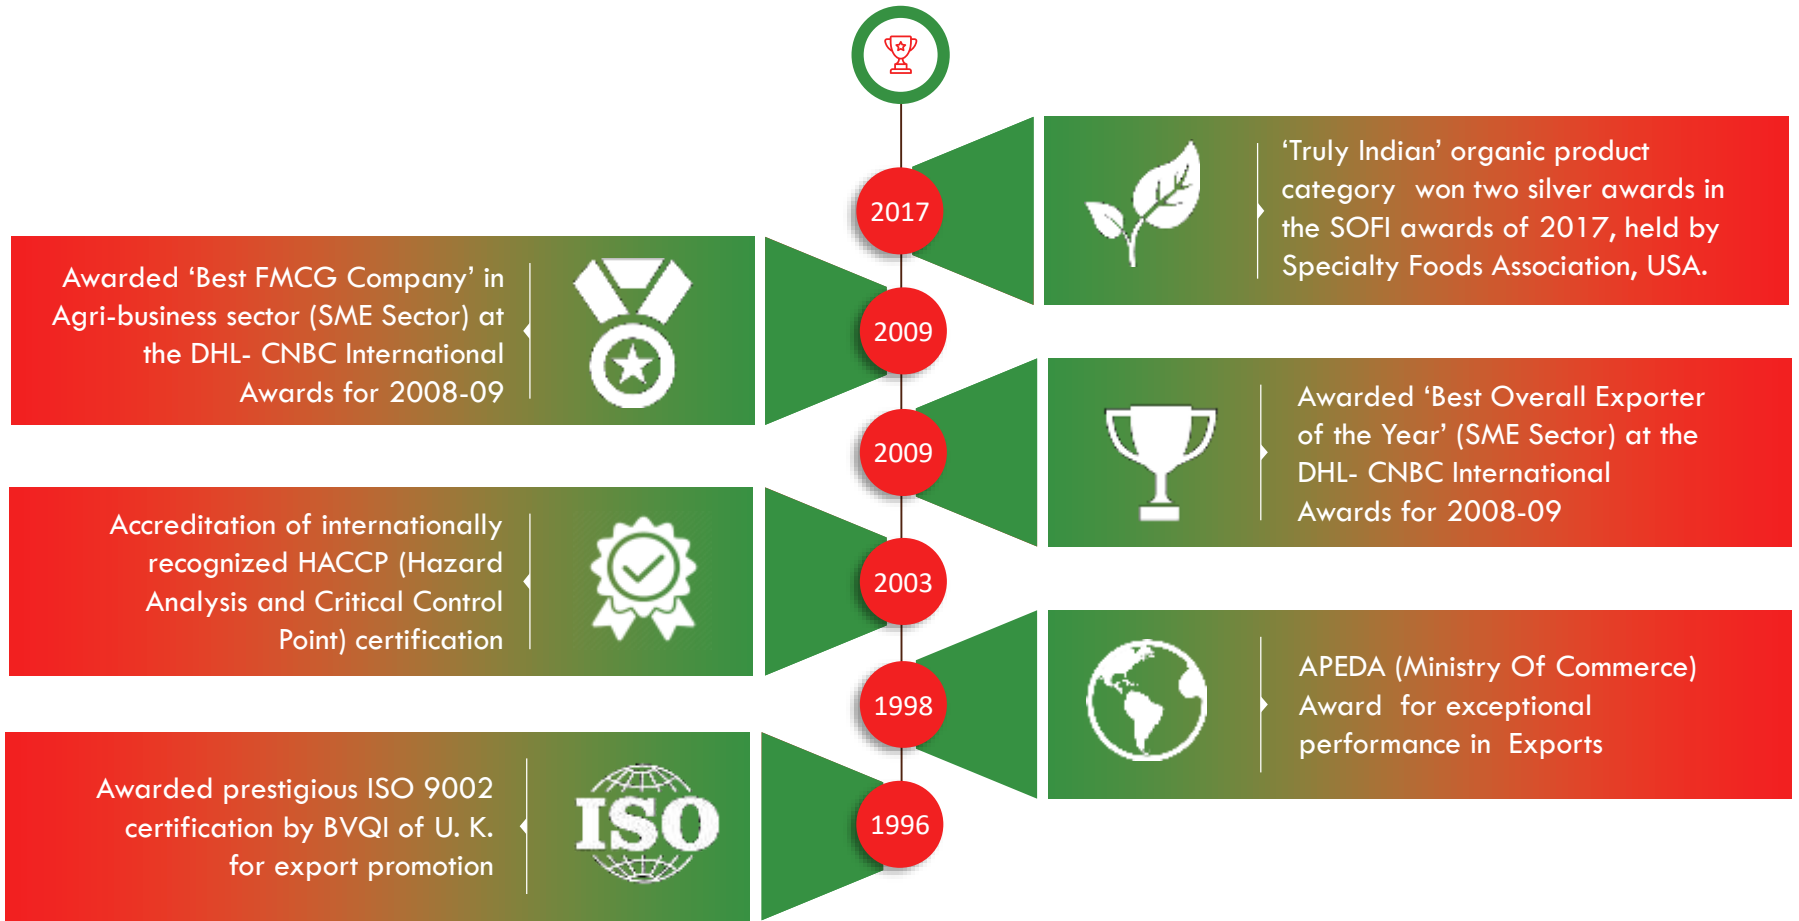 2017
‘Truly Indian’ organic product
category won two silver awards in
the SOFI awards of 2017, held by
Specialty Foods Association, USA.
Awarded ‘Best FMCG Company’ in
Agri-business sector (SME Sector) at
the DHL- CNBC International
Awards for 2008-09
2009
2009
Awarded ‘Best Overall Exporter
of the Year’ (SME Sector) at the
DHL- CNBC International
Awards for 2008-09
Accreditation of internationally
recognized HACCP (Hazard
Analysis and Critical Control
Point) certification
2003
1998
APEDA (Ministry Of Commerce)
Award for exceptional
performance in Exports
Awarded prestigious ISO 9002
certification by BVQI of U. K.
for export promotion
ISO
1996